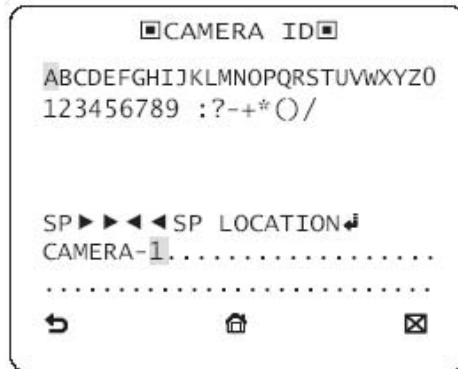 ▣CAMERA ID▣
ABCDEFGHIJKLMNOPQRSTUVWXYZ0
123456789 :?-+*()/
SP►►◄◄SP LOCATION↲
CAMERA-1...................
...........................